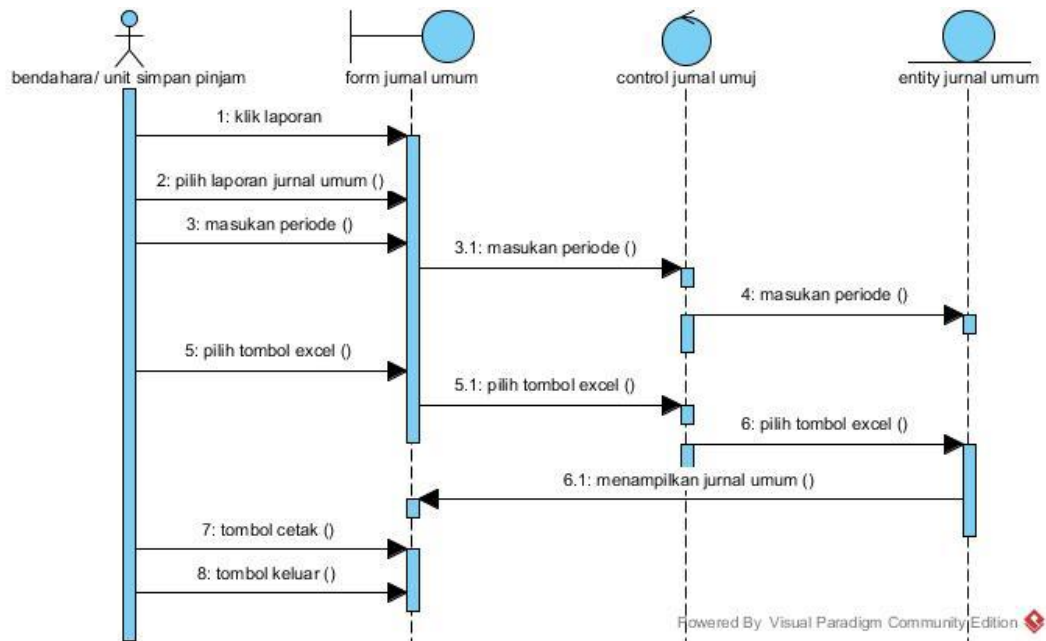 bendahara/ unit simpan pinjam
form jurnal umum
control jurnal umuj
entity jurnal umum
1: klik laporan
2: pilih laporan jurnal umum ()
3: masukan periode ()
3.1: masukan periode ()
4: masukan periode ()
5: pilih tombol excel ()
5.1: pilih tombol excel ()
6: pilih tombol excel ()
6.1: menampilkan jurnal umum ()
7: tombol cetak ()
8: tombol keluar ()
Powered By Visual Paradigm Community Edition